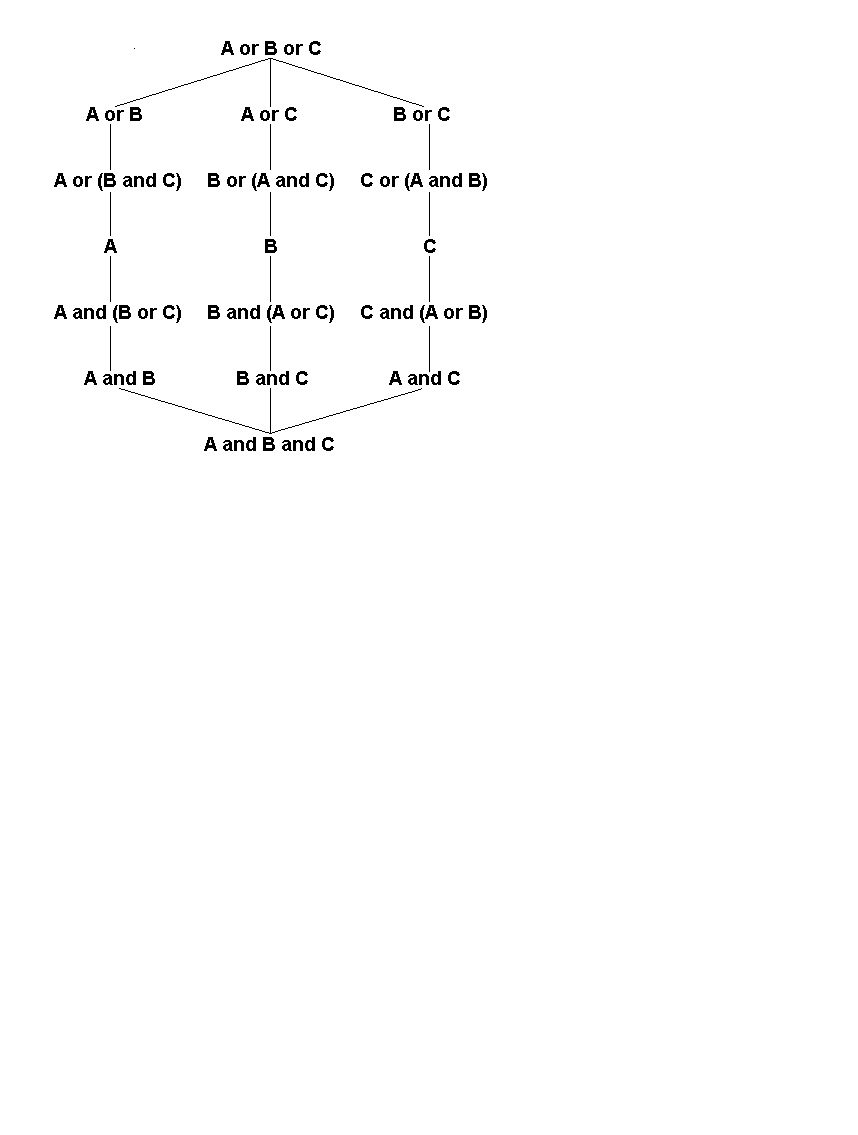 A or B or C
A or B A or C B or C
A or (B and C) B or (A and C) C or (A and B)
A B C
A and (B or C) B and (A or C) C and (A or B)
A and B B and C A and C
A and B and C